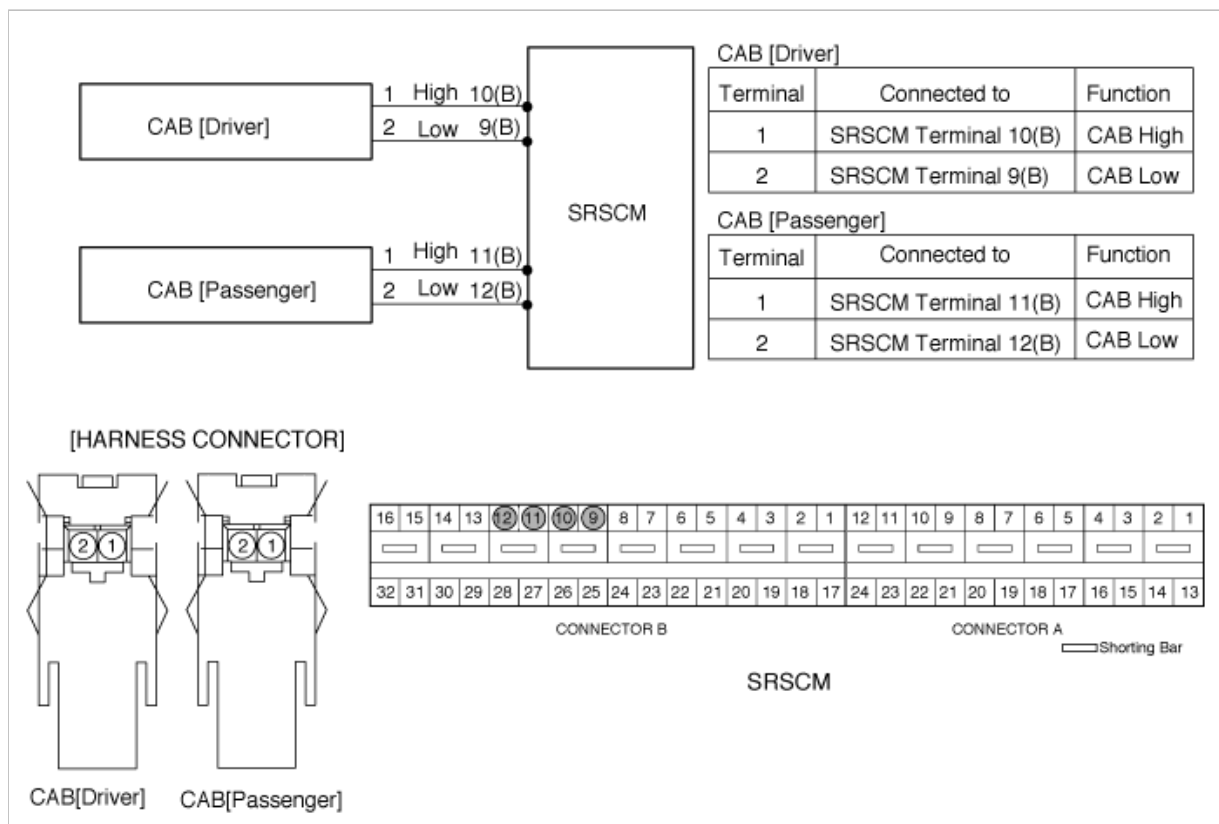 CAB [Driver]
1 High 10(B)
2 Low 9(B)
CAB [Passenger]
1 High 11(B)
2 Low 12(B)
SRSCM
CAB [Driver]
Terminal Connected to Function
1 SRSCM Terminal 10(B) CAB High
2 SRSCM Terminal 9(B) CAB Low
CAB [Passenger]
Terminal Connected to Function
1 SRSCM Terminal 11(B) CAB High
2 SRSCM Terminal 12(B) CAB Low
[HARNESS CONNECTOR]
2 1
2 1
CAB[Driver] CAB[Passenger]
16 15 14 13 12 11 10 9 8 7 6 5 4 3 2 1 12 11 10 9 8 7 6 5 4 3 2 1
32 31 30 29 28 27 26 25 24 23 22 21 20 19 18 17 24 23 22 21 20 19 18 17 16 15 14 13
CONNECTOR B CONNECTOR A
Shorting Bar
SRSCM